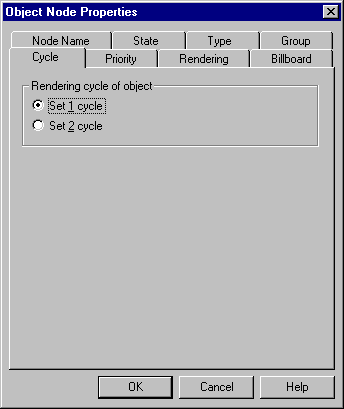 Object Node Properties
Node Name State Type Group
Cycle Priority Rendering Billboard
Rendering cycle of object
Set 1 cycle
Set 2 cycle
OK Cancel Help